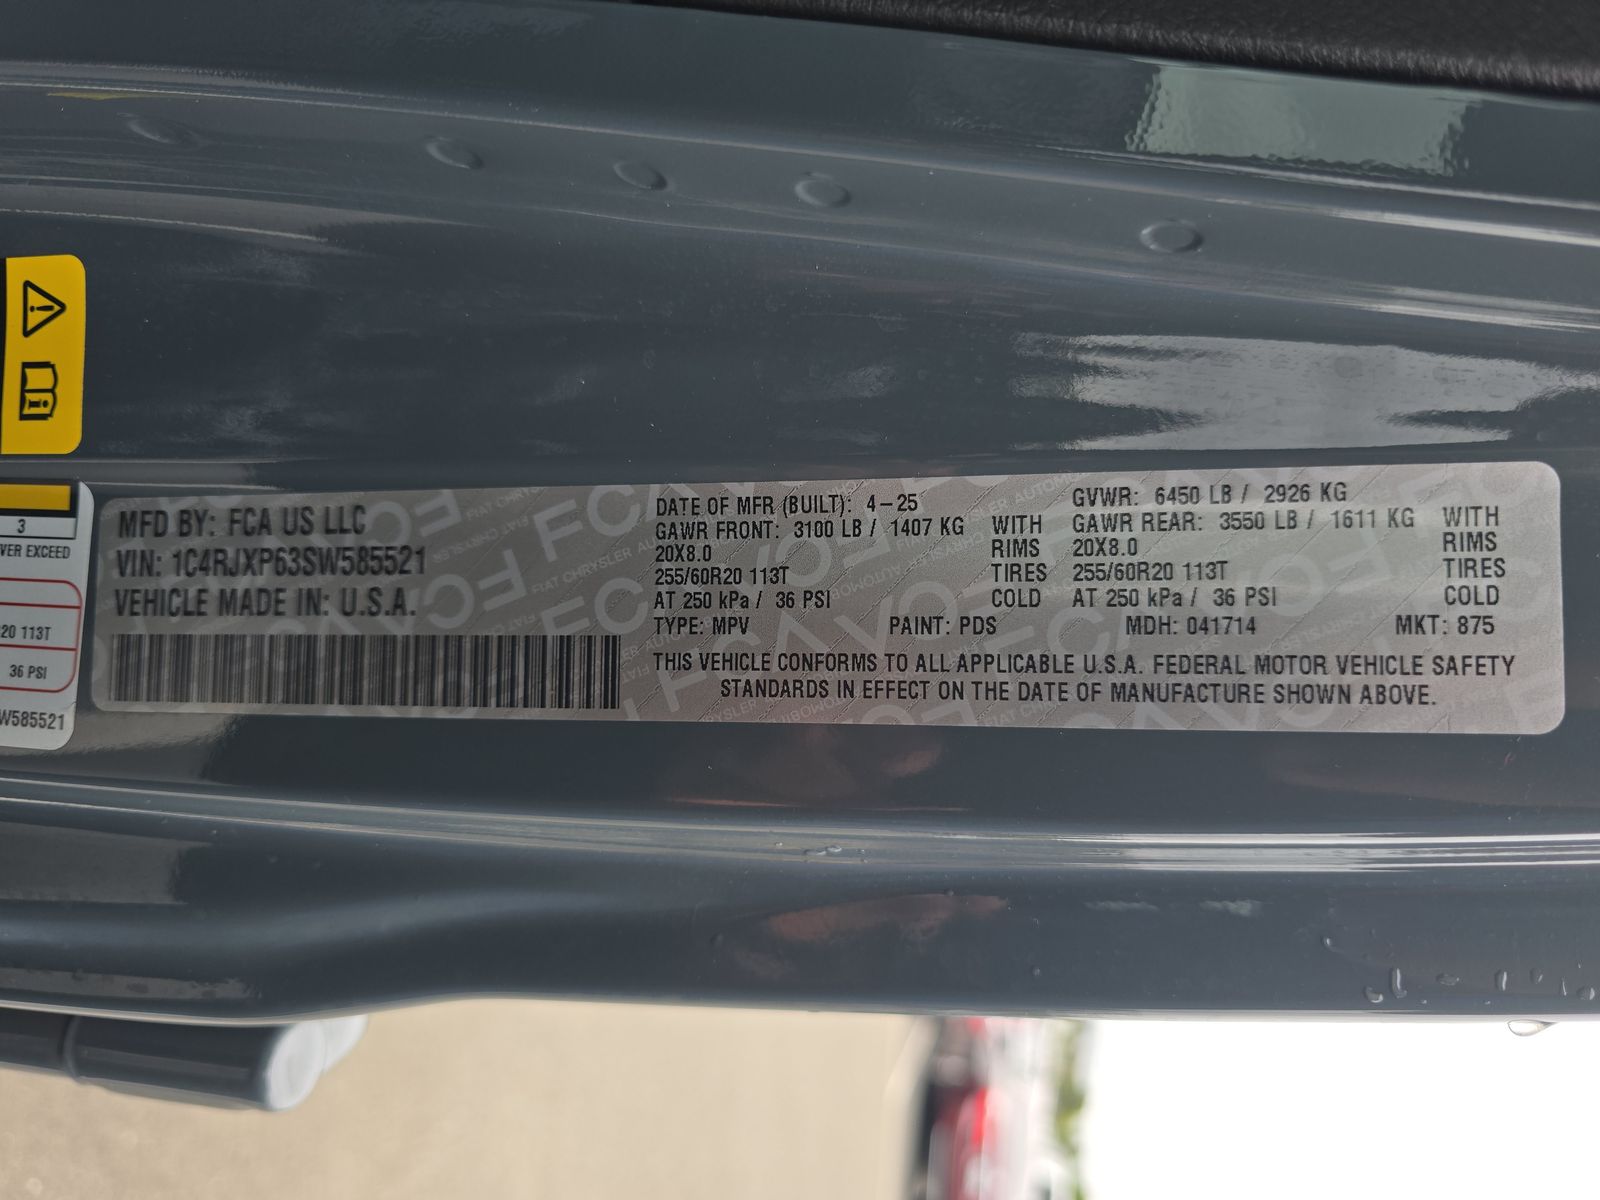 3
VER EXCEED
20 113T
36 PSI
W585521
MFD BY: FCA US LLC
VIN: 1C4RJXP63SW585521
VEHICLE MADE IN: U.S.A.
DATE OF MFR (BUILT): 4-25 GVWR: 6450 LB / 2926 KG
GAWR FRONT: 3100 LB / 1407 KG WITH GAWR REAR: 3550 LB / 1611 KG WITH
20X8.0 RIMS 20X8.0 RIMS
255/60R20 113T TIRES 255/60R20 113T TIRES
AT 250 kPa / 36 PSI COLD AT 250 kPa / 36 PSI COLD
TYPE: MPV PAINT: PDS MDH: 041714 MKT: 875
THIS VEHICLE CONFORMS TO ALL APPLICABLE U.S.A. FEDERAL MOTOR VEHICLE SAFETY
STANDARDS IN EFFECT ON THE DATE OF MANUFACTURE SHOWN ABOVE.